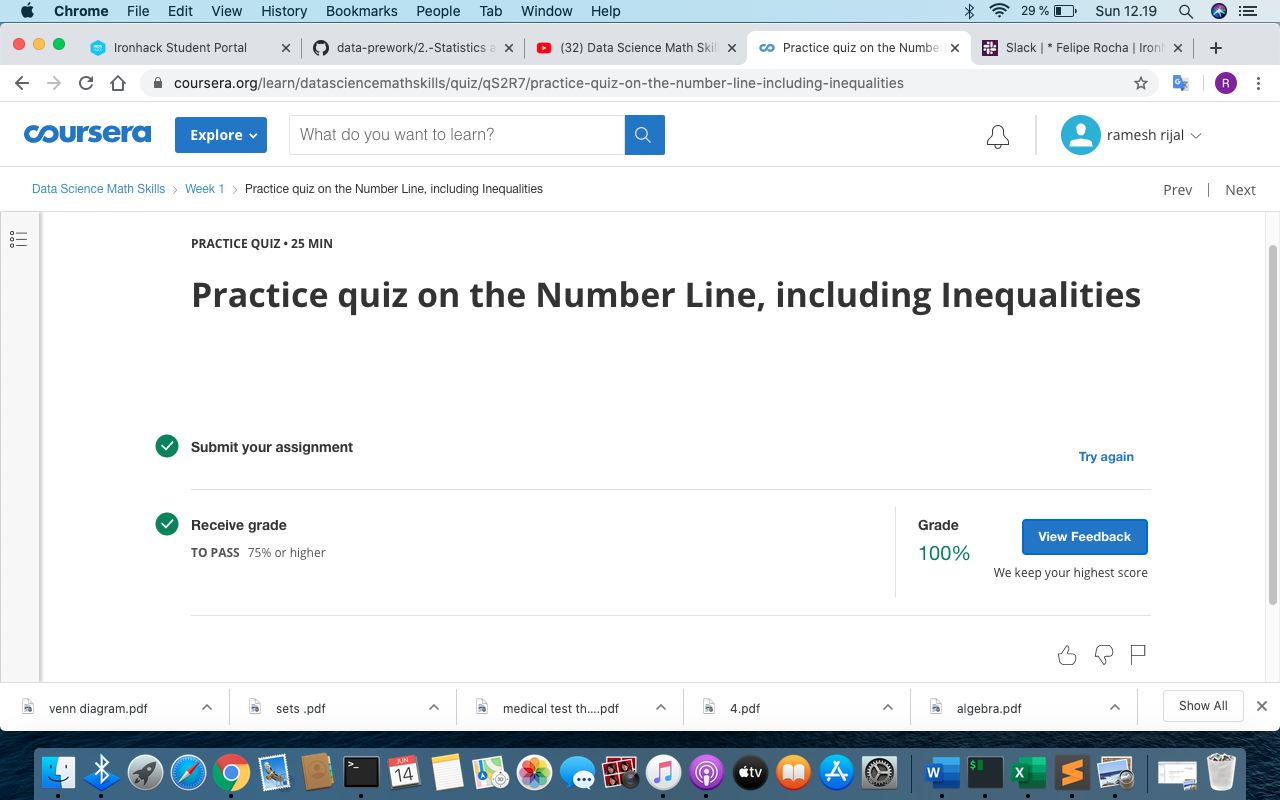 Chrome File Edit View History Bookmarks People Tab Window Help 29 % Sun 12.19
Ironhack Student Portal
data-prework/2.-Statistics a
(32) Data Science Math Skil
Practice quiz on the Numbe
Slack | * Felipe Rocha | Iron
coursera.org/learn/datasciencemathskills/quiz/qS2R7/practice-quiz-on-the-number-line-including-inequalities
R
coursera
Explore
What do you want to learn?
ramesh rijal
Data Science Math Skills > Week 1 > Practice quiz on the Number Line, including Inequalities
Prev | Next
PRACTICE QUIZ • 25 MIN
Practice quiz on the Number Line, including Inequalities
Submit your assignment
Try again
Receive grade
TO PASS 75% or higher
Grade
100%
View Feedback
We keep your highest score
venn diagram.pdf
sets .pdf
medical test th....pdf
4.pdf
algebra.pdf
Show All
JUN
14
tv
W
X
S